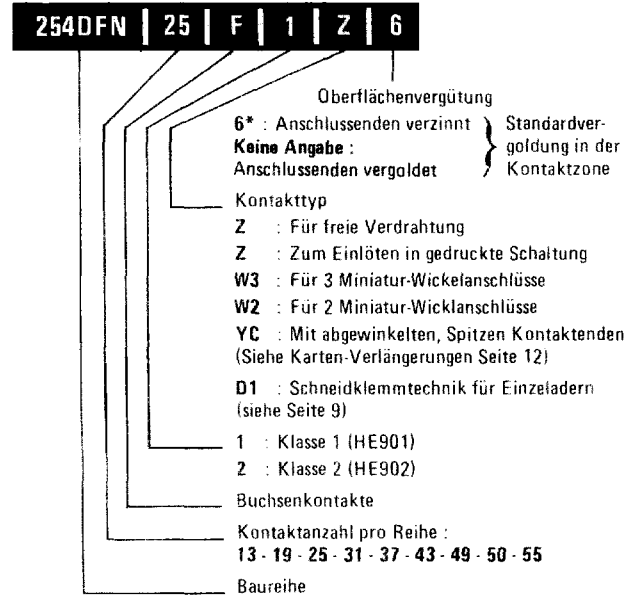 254DFN | 25 | F | 1 | Z | 6
Oberflächenvergütung
6* : Anschlussenden verzinnt
Keine Angabe :
Anschlussenden vergoldet
Standardver-
goldung in der
Kontaktzone
Kontakttyp
Z : Für freie Verdrahtung
Z : Zum Einlöten in gedruckte Schaltung
W3 : Für 3 Miniatur-Wickelanschlüsse
W2 : Für 2 Miniatur-Wicklanschlüsse
YC : Mit abgewinkelten, Spitzen Kontaktenden
(Siehe Karten-Verlängerungen Seite 12)
D1 : Schneidklemmtechnik für Einzeladern
(siehe Seite 9)
1 : Klasse 1 (HE901)
2 : Klasse 2 (HE902)
Buchsenkontakte
Kontaktanzahl pro Reihe :
13 - 19 - 25 - 31 - 37 - 43 - 49 - 50 - 55
Baureihe